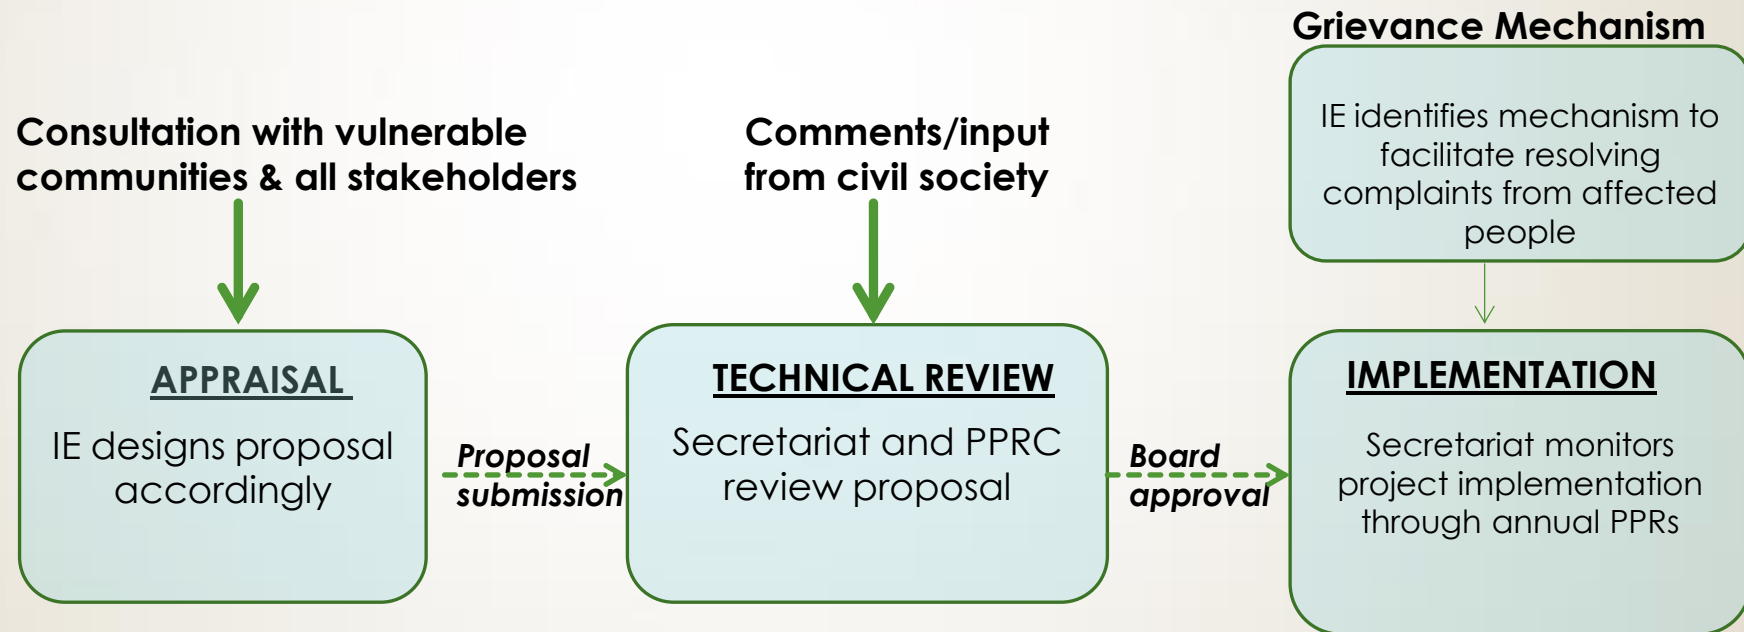 Grievance Mechanism
IE identifies mechanism to
facilitate resolving
complaints from affected
people
Consultation with vulnerable
communities & all stakeholders
Comments/input
from civil society
APPRAISAL
IE designs proposal
accordingly
Proposal
submission
TECHNICAL REVIEW
Secretariat and PPRC
review proposal
Board
approval
IMPLEMENTATION
Secretariat monitors
project implementation
through annual PPRs